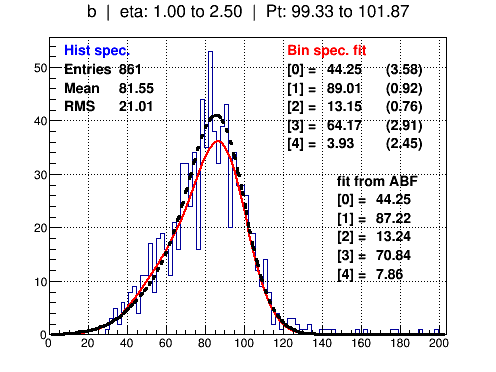 b | eta: 1.00 to 2.50 | Pt: 99.33 to 101.87
Hist spec.
Entries 861
Mean 81.55
RMS 21.01
Bin spec. fit
[0] = 44.25 (3.58)
[1] = 89.01 (0.92)
[2] = 13.15 (0.76)
[3] = 64.17 (2.91)
[4] = 3.93 (2.45)
fit from ABF
[0] = 44.25
[1] = 87.22
[2] = 13.24
[3] = 70.84
[4] = 7.86
50
40
30
20
10
0
0 20 40 60 80 100 120 140 160 180 200